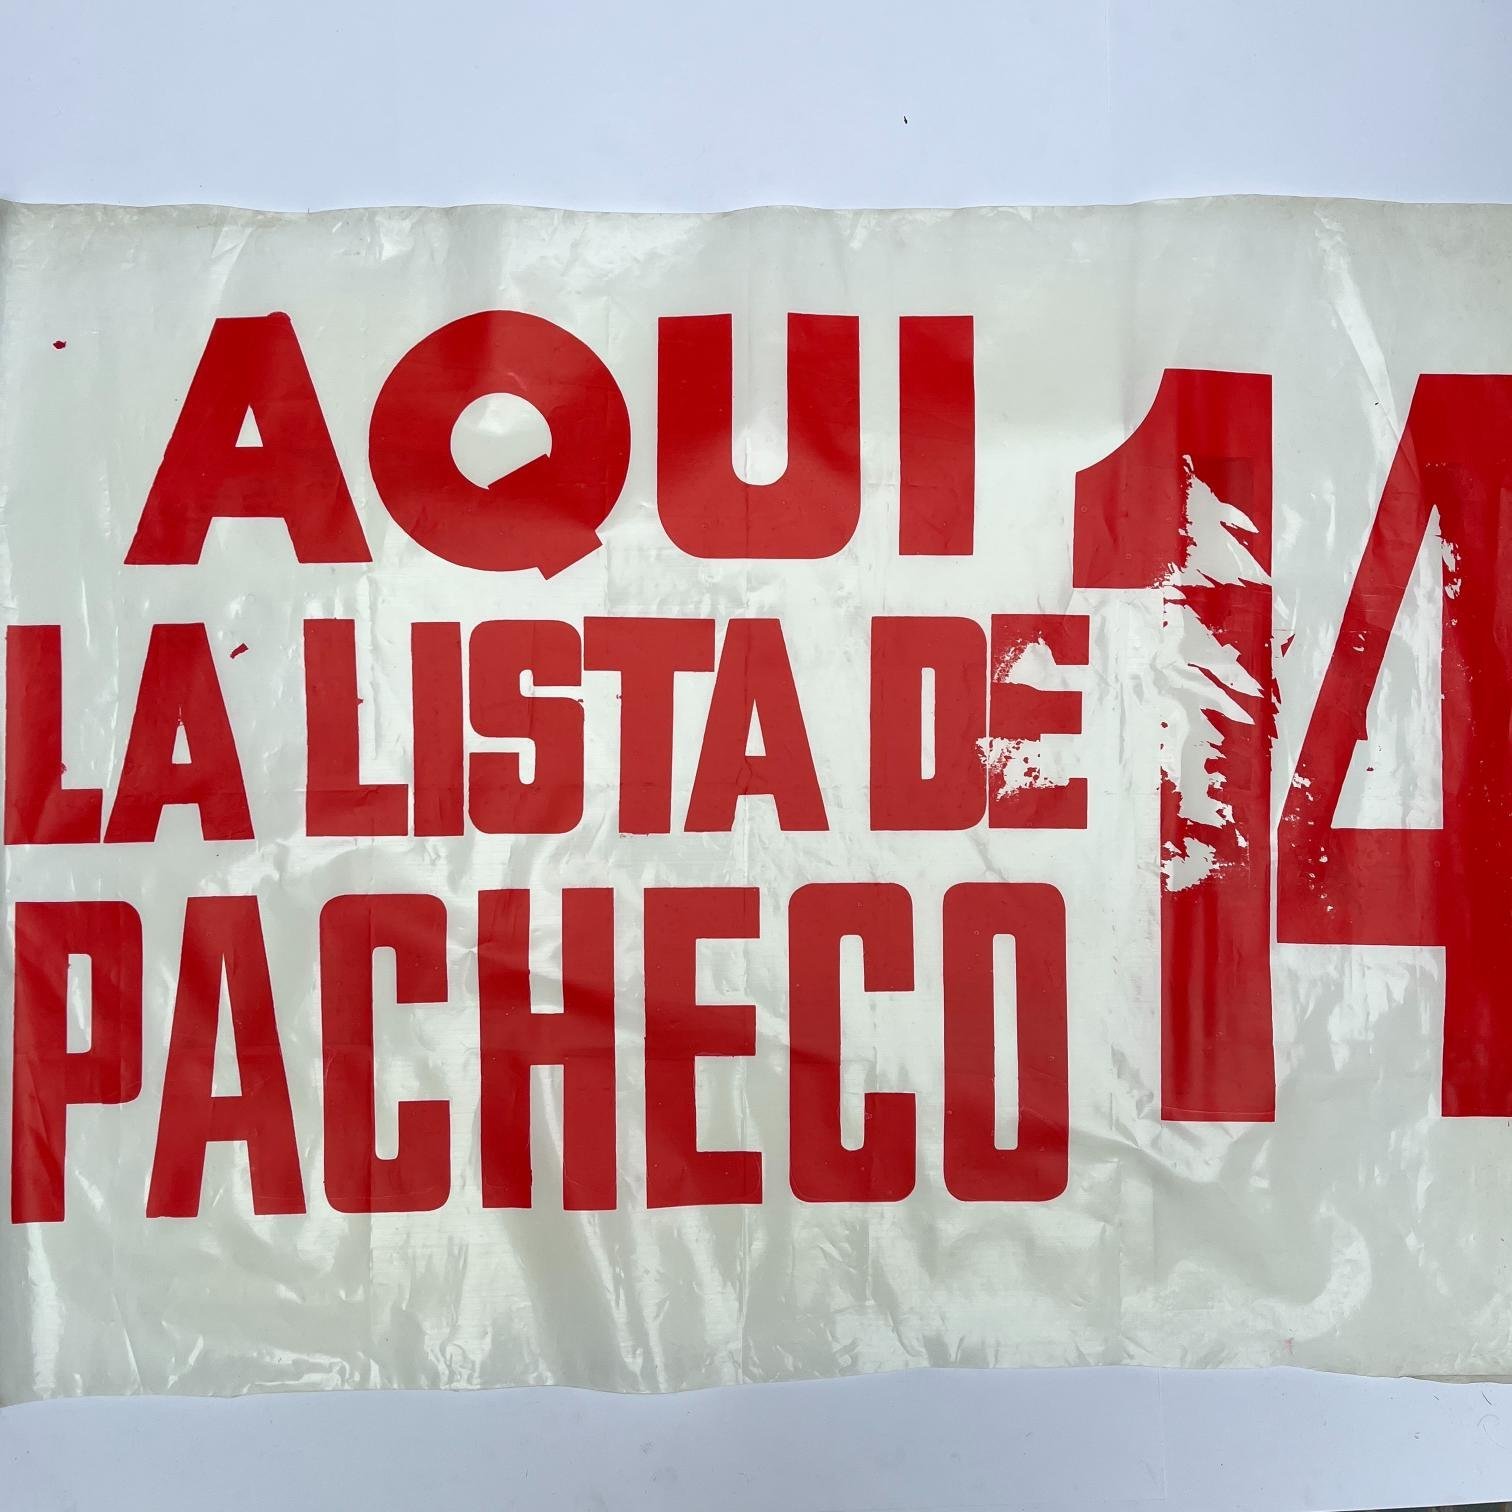 AQUI
LA LISTA DE
PACHECO
14